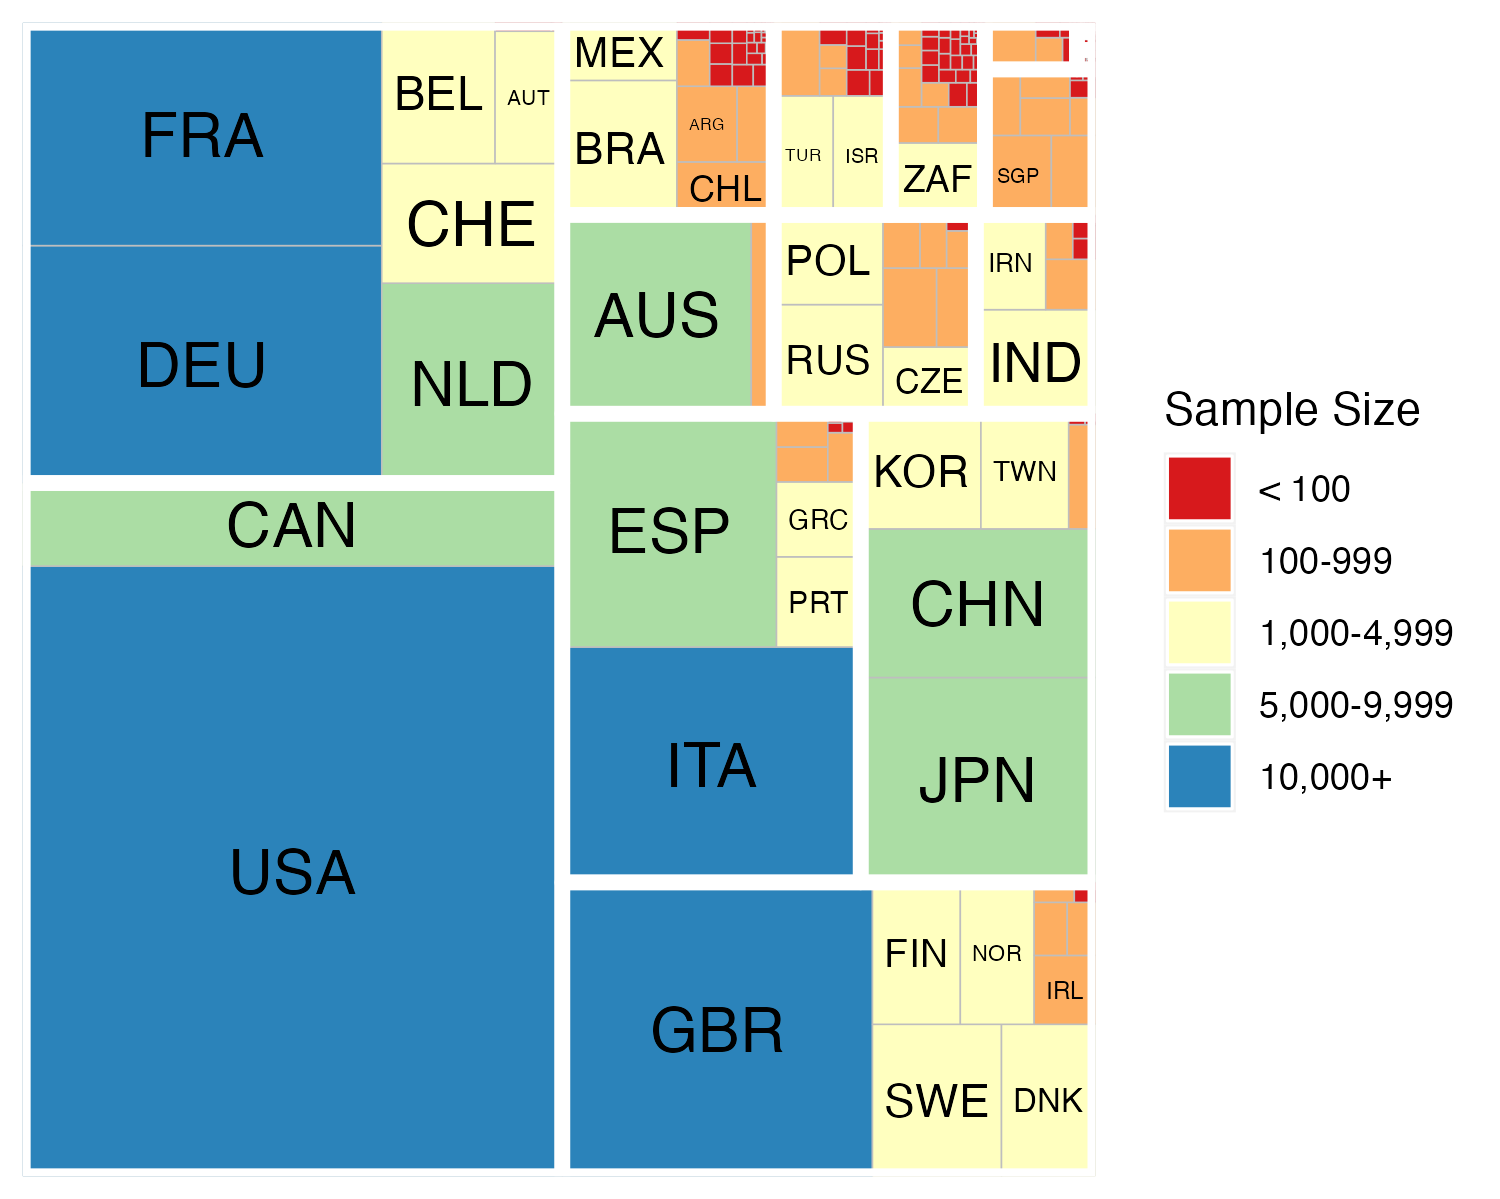 FRA
BEL
AUT
CHE
DEU
NLD
CAN
USA
MEX
BRA
ARG
CHL
TUR
ISR
ZAF
SGP
AUS
POL
RUS
CZE
IRN
IND
ESP
GRC
PRT
ITA
KOR
TWN
CHN
JPN
GBR
FIN
NOR
IRL
SWE
DNK
Sample Size
< 100
100-999
1,000-4,999
5,000-9,999
10,000+